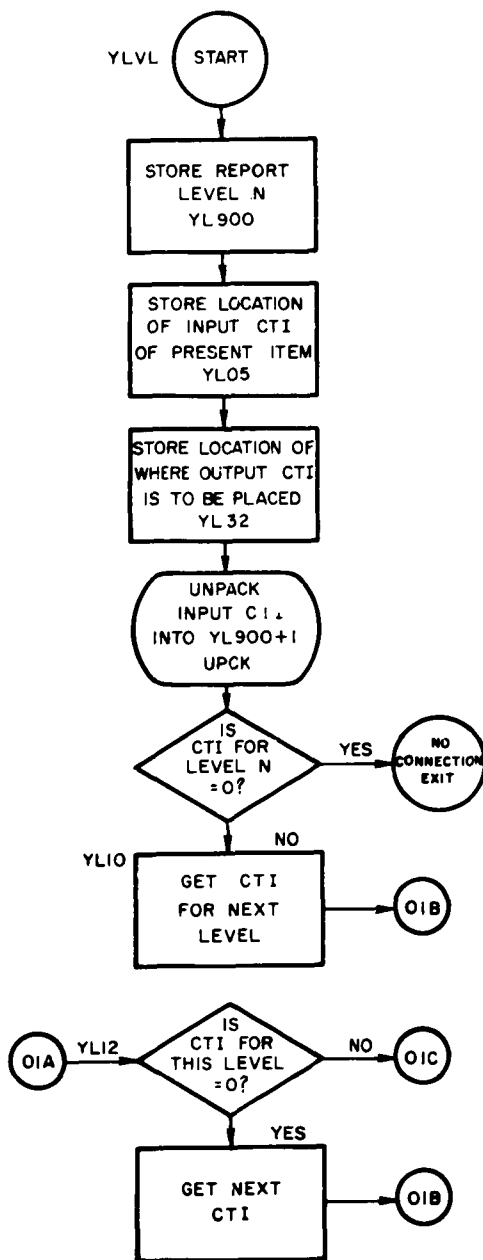 YLVL
START
STORE REPORT
LEVEL N
YL900
STORE LOCATION
OF INPUT CTI
OF PRESENT ITEM
YL05
STORE LOCATION OF
WHERE OUTPUT CTI
IS TO BE PLACED
YL32
UNPACK
INPUT CTI
INTO YL900+1
UPCK
IS
CTI FOR
LEVEL N
=0?
YES
NO
CONNECTION
EXIT
NO
YL10
GET CTI
FOR NEXT
LEVEL
01B
01A
YL12
IS
CTI FOR
THIS LEVEL
=0?
NO
01C
YES
GET NEXT
CTI
01B